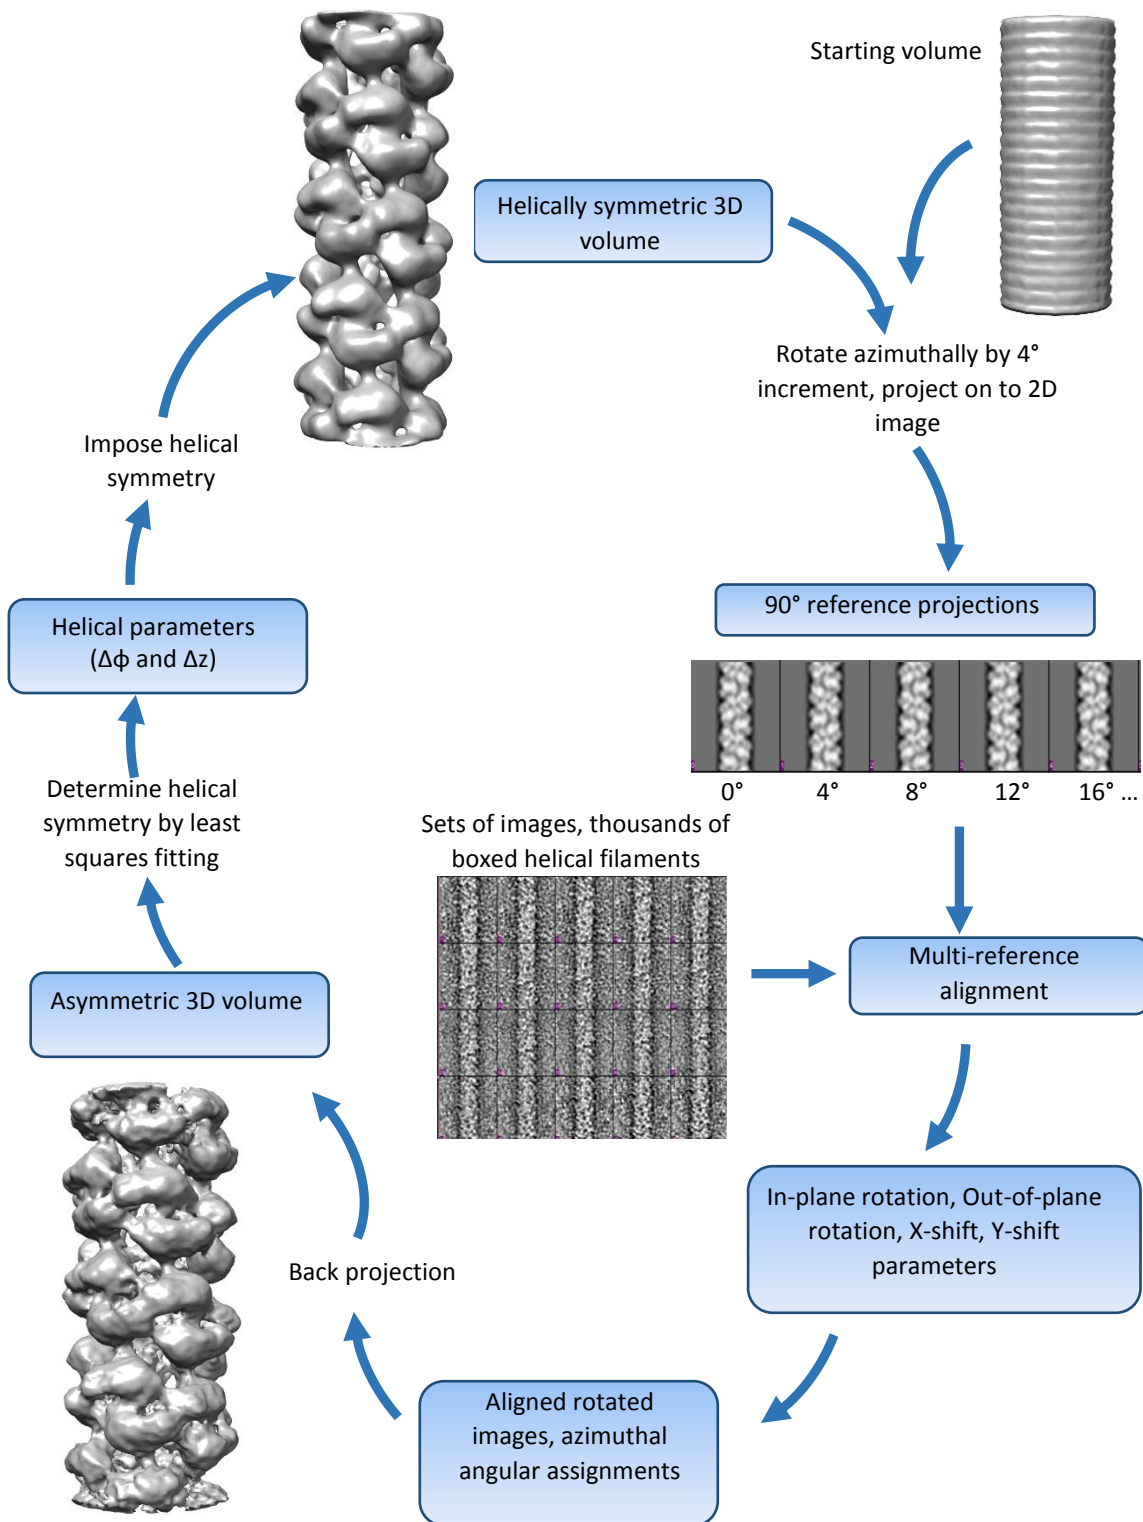 Starting volume
Helically symmetric 3D
volume
Rotate azimuthally by 4°
increment, project on to 2D
image
Impose helical
symmetry
90° reference projections
Helical parameters
(Δϕ and Δz)
0° 4° 8° 12° 16° ...
Determine helical
symmetry by least
squares fitting
Sets of images, thousands of
boxed helical filaments
Multi-reference
alignment
Asymmetric 3D volume
In-plane rotation, Out-of-plane
rotation, X-shift, Y-shift
parameters
Back projection
Aligned rotated
images, azimuthal
angular assignments